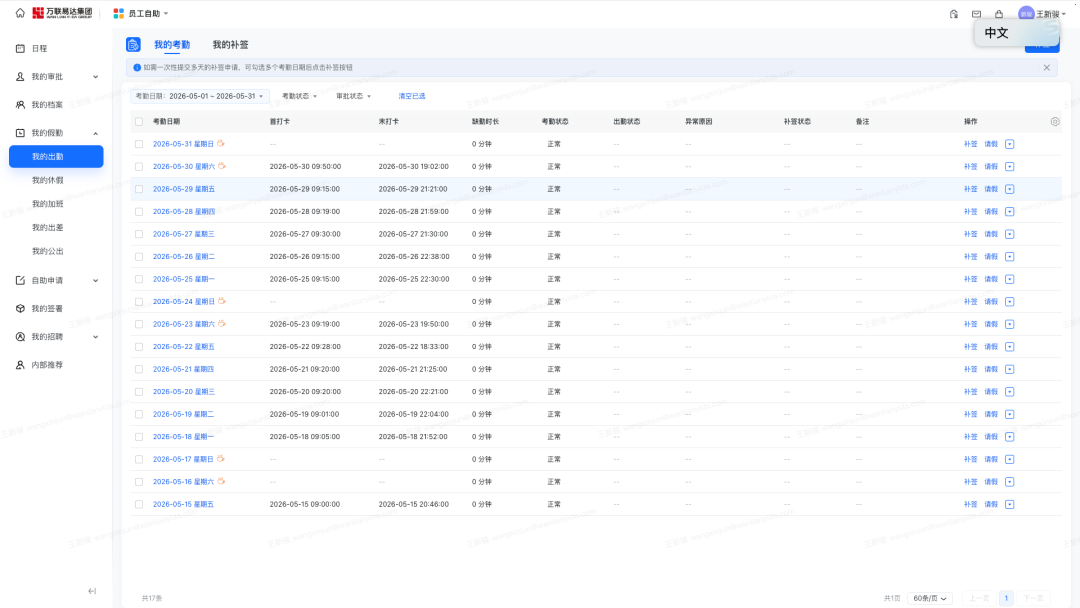 万联易达集团 WAN LIAN YI DA GROUP 员工自助 王新骏
中文
日程
我的审批
我的档案
我的假勤
我的出勤
我的休假
我的加班
我的出差
我的公出
自助申请
我的签署
我的招聘
内部推荐
我的考勤 我的补签
如需一次性提交多天的补签申请，可勾选多个考勤日期后点击补签按钮
考勤日期： 2026-05-01 ~ 2026-05-31 考勤状态 审批状态 清空已选
考勤日期 首打卡 末打卡 缺勤时长 考勤状态 出勤状态 异常原因 补签状态 备注 操作
2026-05-31 星期日 -- -- 0 分钟 正常 -- -- -- -- 补签 请假
2026-05-30 星期六 2026-05-30 09:50:00 2026-05-30 19:02:00 0 分钟 正常 -- -- -- -- 补签 请假
2026-05-29 星期五 2026-05-29 09:15:00 2026-05-29 21:21:00 0 分钟 正常 -- -- -- -- 补签 请假
2026-05-28 星期四 2026-05-28 09:19:00 2026-05-28 21:59:00 0 分钟 正常 -- -- -- -- 补签 请假
2026-05-27 星期三 2026-05-27 09:30:00 2026-05-27 21:30:00 0 分钟 正常 -- -- -- -- 补签 请假
2026-05-26 星期二 2026-05-26 09:15:00 2026-05-26 22:38:00 0 分钟 正常 -- -- -- -- 补签 请假
2026-05-25 星期一 2026-05-25 09:15:00 2026-05-25 22:30:00 0 分钟 正常 -- -- -- -- 补签 请假
2026-05-24 星期日 -- -- 0 分钟 正常 -- -- -- -- 补签 请假
2026-05-23 星期六 2026-05-23 09:19:00 2026-05-23 19:50:00 0 分钟 正常 -- -- -- -- 补签 请假
2026-05-22 星期五 2026-05-22 09:28:00 2026-05-22 18:33:00 0 分钟 正常 -- -- -- -- 补签 请假
2026-05-21 星期四 2026-05-21 09:20:00 2026-05-21 21:25:00 0 分钟 正常 -- -- -- -- 补签 请假
2026-05-20 星期三 2026-05-20 09:20:00 2026-05-20 22:21:00 0 分钟 正常 -- -- -- -- 补签 请假
2026-05-19 星期二 2026-05-19 09:01:00 2026-05-19 22:04:00 0 分钟 正常 -- -- -- -- 补签 请假
2026-05-18 星期一 2026-05-18 09:05:00 2026-05-18 21:52:00 0 分钟 正常 -- -- -- -- 补签 请假
2026-05-17 星期日 -- -- 0 分钟 正常 -- -- -- -- 补签 请假
2026-05-16 星期六 -- -- 0 分钟 正常 -- -- -- -- 补签 请假
2026-05-15 星期五 2026-05-15 09:00:00 2026-05-15 20:46:00 0 分钟 正常 -- -- -- -- 补签 请假
共17条 共1页 60条/页 上一页 1 下一页